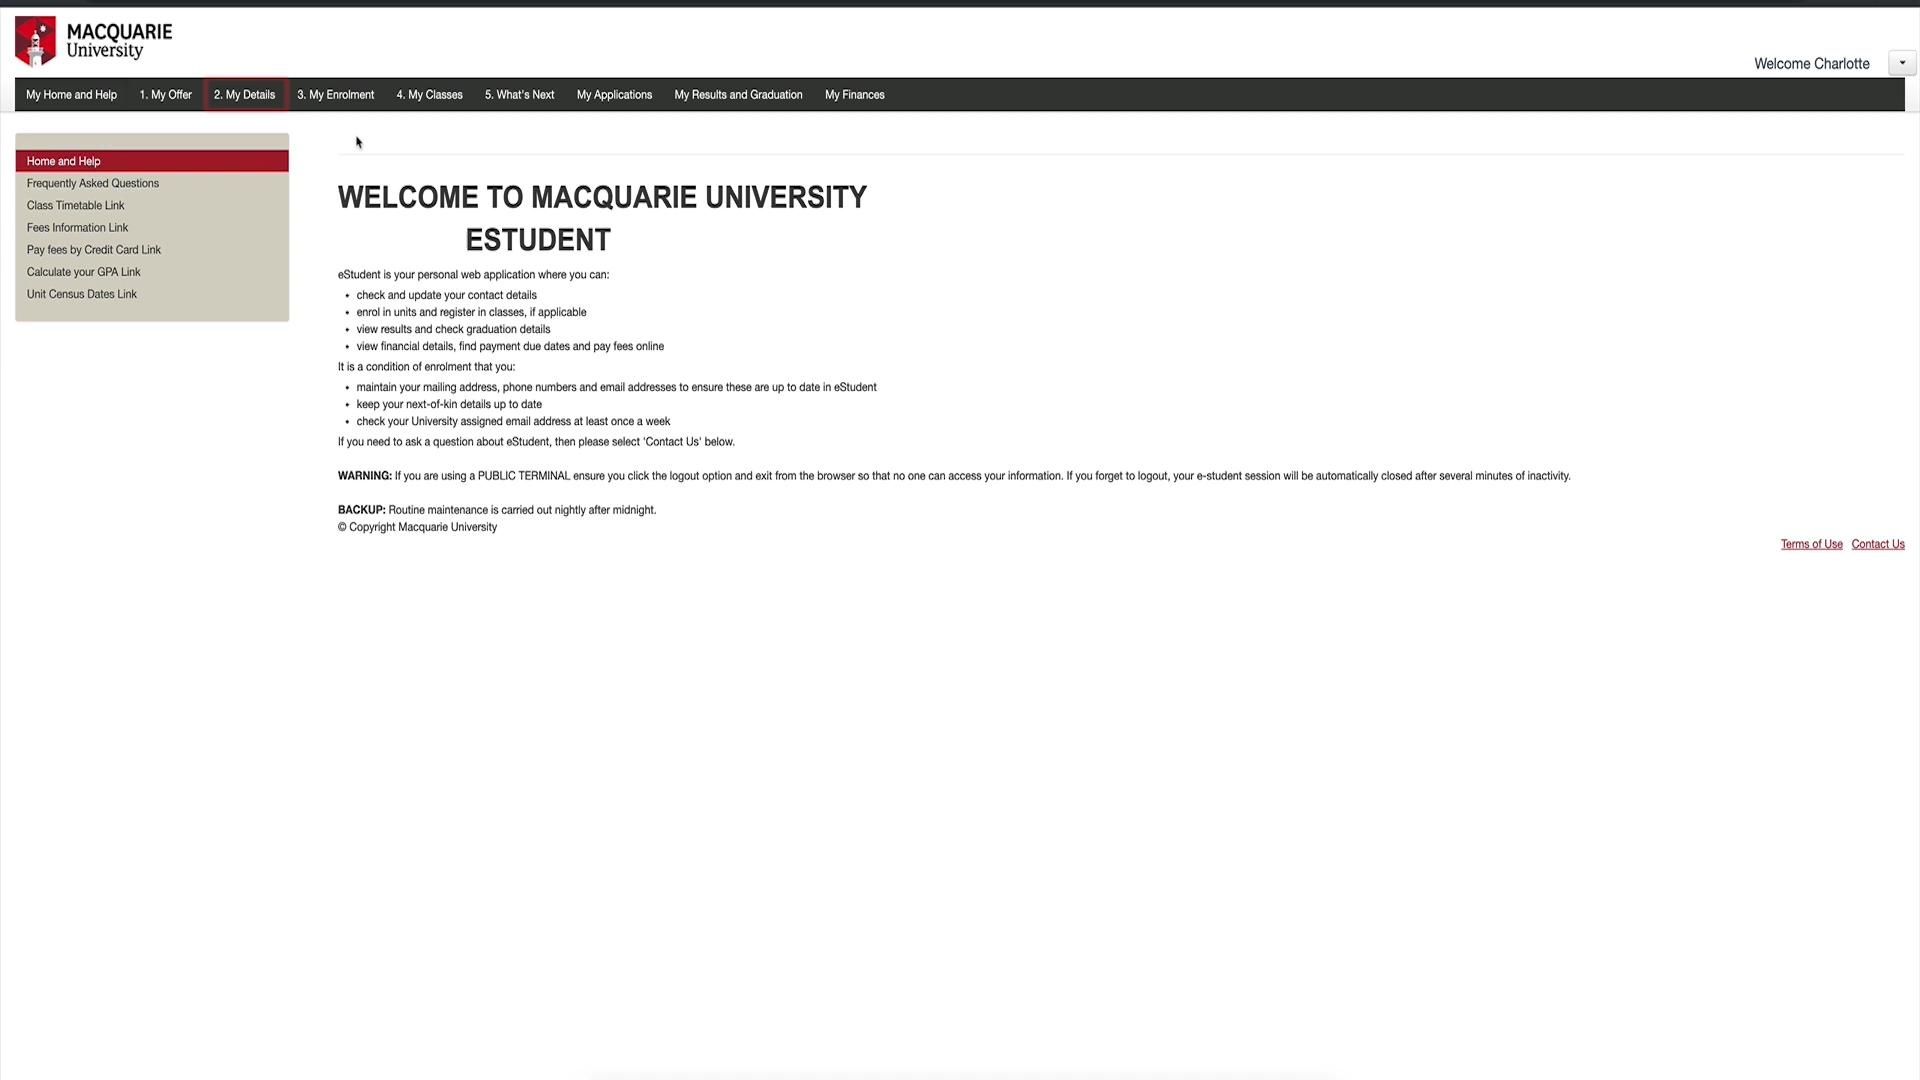 MACQUARIE
University
Welcome Charlotte
My Home and Help 1. My Offer 2. My Details 3. My Enrolment 4. My Classes 5. What's Next My Applications My Results and Graduation My Finances
Home and Help
Frequently Asked Questions
Class Timetable Link
Fees Information Link
Pay fees by Credit Card Link
Calculate your GPA Link
Unit Census Dates Link
WELCOME TO MACQUARIE UNIVERSITY
ESTUDENT
eStudent is your personal web application where you can:
• check and update your contact details
• enrol in units and register in classes, if applicable
• view results and check graduation details
• view financial details, find payment due dates and pay fees online
It is a condition of enrolment that you:
• maintain your mailing address, phone numbers and email addresses to ensure these are up to date in eStudent
• keep your next-of-kin details up to date
• check your University assigned email address at least once a week
If you need to ask a question about eStudent, then please select 'Contact Us' below.
WARNING: If you are using a PUBLIC TERMINAL ensure you click the logout option and exit from the browser so that no one can access your information. If you forget to logout, your e-student session will be automatically closed after several minutes of inactivity.
BACKUP: Routine maintenance is carried out nightly after midnight.
© Copyright Macquarie University
Terms of Use Contact Us